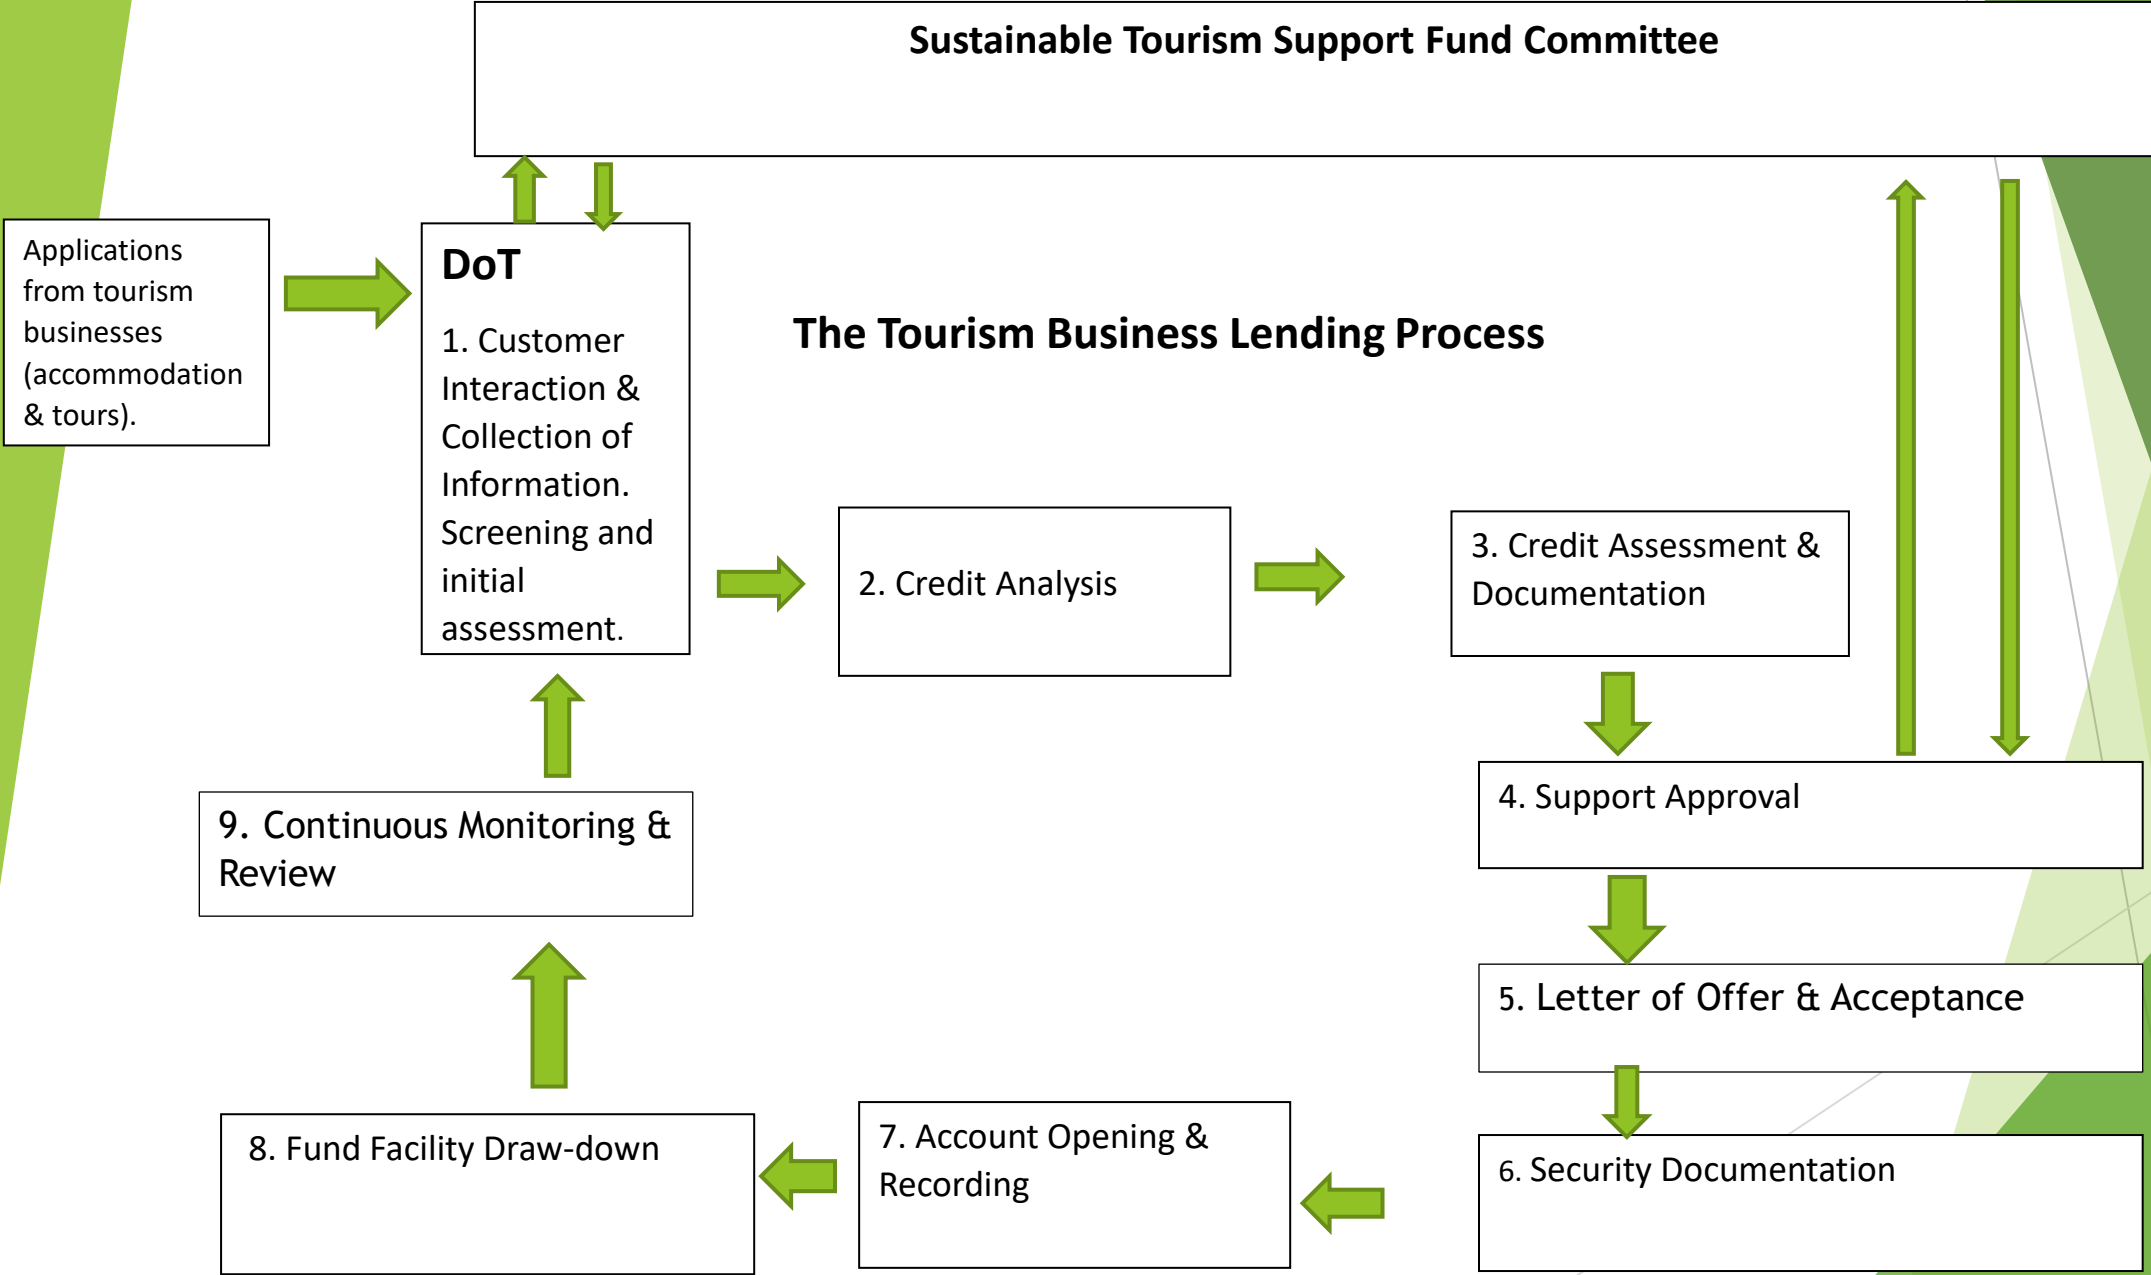 Sustainable Tourism Support Fund Committee
Applications
from tourism
businesses
(accommodation
& tours).
DoT
1. Customer
Interaction &
Collection of
Information.
Screening and
initial
assessment.
The Tourism Business Lending Process
2. Credit Analysis
3. Credit Assessment &
Documentation
4. Support Approval
5. Letter of Offer & Acceptance
6. Security Documentation
7. Account Opening &
Recording
8. Fund Facility Draw-down
9. Continuous Monitoring &
Review